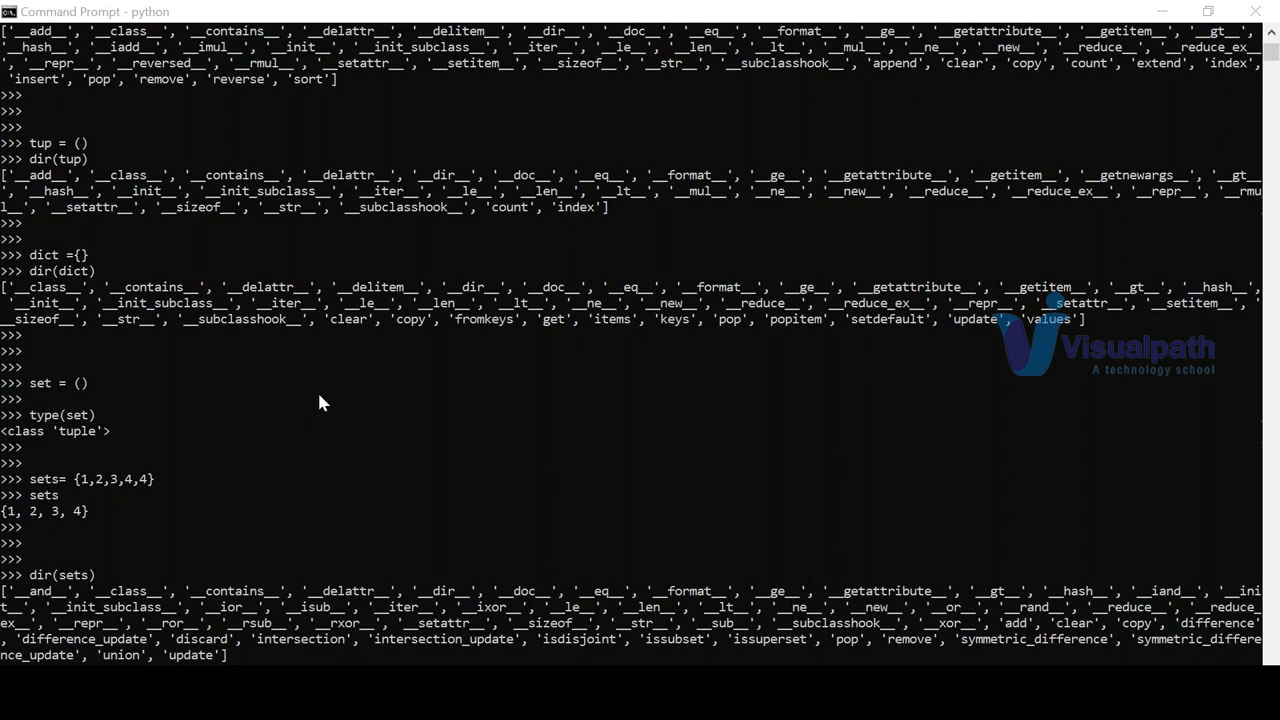 Command Prompt - python
['__add__', '__class__', '__contains__', '__delattr__', '__delitem__', '__dir__', '__doc__', '__eq__', '__format__', '__ge__', '__getattribute__', '__getitem__', '__gt__',
'__hash__', '__iadd__', '__imul__', '__init__', '__init_subclass__', '__iter__', '__le__', '__len__', '__lt__', '__mul__', '__ne__', '__new__', '__reduce__', '__reduce_ex__
', '__repr__', '__reversed__', '__rmul__', '__setattr__', '__setitem__', '__sizeof__', '__str__', '__subclasshook__', 'append', 'clear', 'copy', 'count', 'extend', 'index',
'insert', 'pop', 'remove', 'reverse', 'sort']
>>>
>>>
>>>
>>> tup = ()
>>> dir(tup)
['__add__', '__class__', '__contains__', '__delattr__', '__dir__', '__doc__', '__eq__', '__format__', '__ge__', '__getattribute__', '__getitem__', '__getnewargs__', '__gt__'
, '__hash__', '__init__', '__init_subclass__', '__iter__', '__le__', '__len__', '__lt__', '__mul__', '__ne__', '__new__', '__reduce__', '__reduce_ex__', '__repr__', '__rmu
l__', '__setattr__', '__sizeof__', '__str__', '__subclasshook__', 'count', 'index']
>>>
>>>
>>> dict ={}
>>> dir(dict)
['__class__', '__contains__', '__delattr__', '__delitem__', '__dir__', '__doc__', '__eq__', '__format__', '__ge__', '__getattribute__', '__getitem__', '__gt__', '__hash__',
'__init__', '__init_subclass__', '__iter__', '__le__', '__len__', '__lt__', '__ne__', '__new__', '__reduce__', '__reduce_ex__', '__repr__', '__setattr__', '__setitem__', '__
sizeof__', '__str__', '__subclasshook__', 'clear', 'copy', 'fromkeys', 'get', 'items', 'keys', 'pop', 'popitem', 'setdefault', 'update', 'values']
>>>
>>>
>>>
>>> set = ()
>>>
>>> type(set)
<class 'tuple'>
>>>
>>>
>>> sets= {1,2,3,4,4}
>>> sets
{1, 2, 3, 4}
>>>
>>>
>>>
>>> dir(sets)
['__and__', '__class__', '__contains__', '__delattr__', '__dir__', '__doc__', '__eq__', '__format__', '__ge__', '__getattribute__', '__gt__', '__hash__', '__iand__', '__ini
t__', '__init_subclass__', '__ior__', '__isub__', '__iter__', '__ixor__', '__le__', '__len__', '__lt__', '__ne__', '__new__', '__or__', '__rand__', '__reduce__', '__reduce_
ex__', '__repr__', '__ror__', '__rsub__', '__rxor__', '__setattr__', '__sizeof__', '__str__', '__sub__', '__subclasshook__', '__xor__', 'add', 'clear', 'copy', 'difference'
, 'difference_update', 'discard', 'intersection', 'intersection_update', 'isdisjoint', 'issubset', 'issuperset', 'pop', 'remove', 'symmetric_difference', 'symmetric_differe
nce_update', 'union', 'update']
Visualpath
A technology school